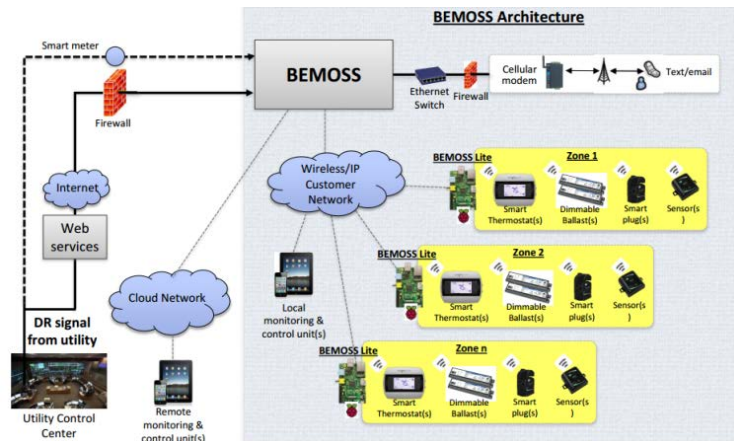 BEMOSS Architecture
Smart meter
BEMOSS
Firewall
Ethernet
Switch
Firewall
Cellular
modem
Text/email
Internet
Web
services
Wireless/IP
Customer
Network
BEMOSS Lite
Zone 1
Smart
Thermostat(s)
Dimmable
Ballast(s)
Smart
plug(s)
Sensor(s
)
BEMOSS Lite
Zone 2
Smart
Thermostat(s)
Dimmable
Ballast(s)
Smart
plug(s)
Sensor(s
)
Cloud Network
Local
monitoring &
control unit(s)
DR signal
from utility
BEMOSS Lite
Zone n
Smart
Thermostat(s)
Dimmable
Ballast(s)
Smart
plug(s)
Sensor(s
)
Utility Control
Center
Remote
monitoring &
control unit(s)